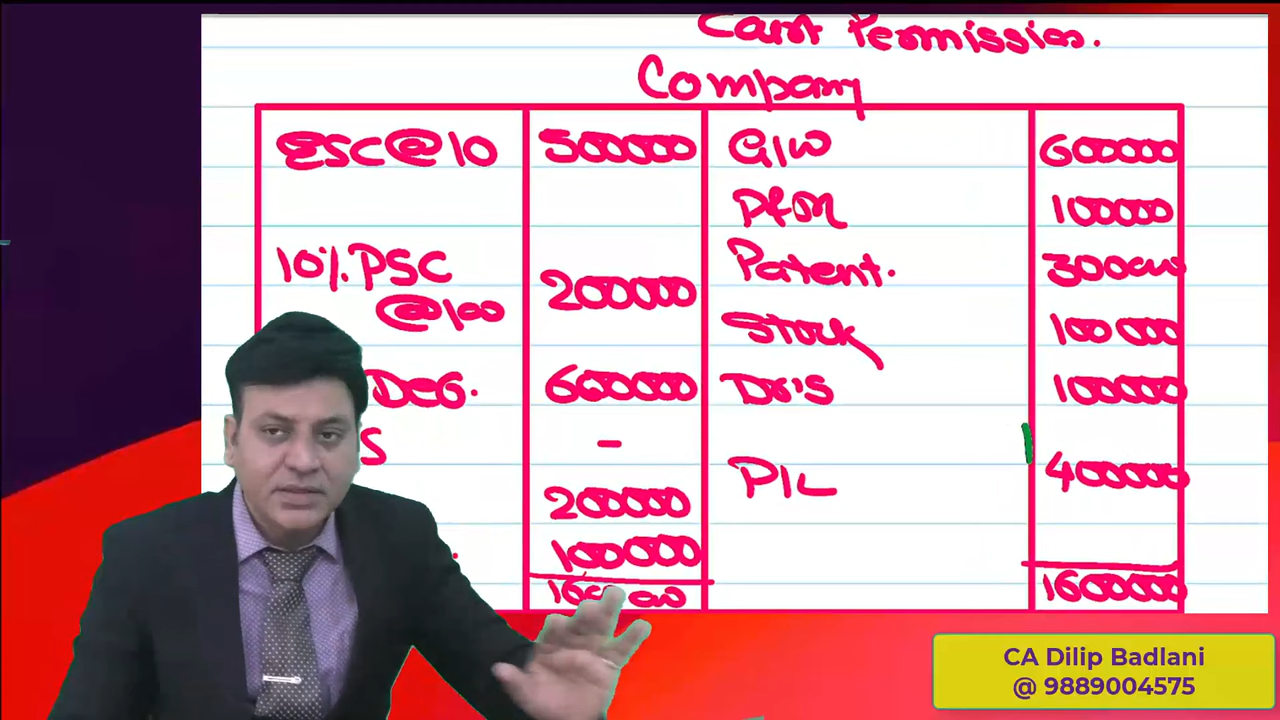 Court Permission.
Company
ESC@10 500000 G/W 600000
P&M 100000
10%.PSC Patent. 300000
@100 200000
Stock 100000
Deb. 600000 Dr's 100000
S -
P/L 400000
200000
100000
1600000 1600000
CA Dilip Badlani
@ 9889004575